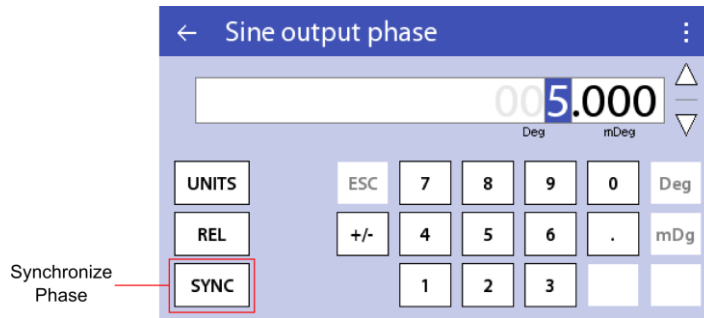 ← Sine output phase
005.000
Deg mDeg
UNITS ESC 7 8 9 0 Deg
REL +/- 4 5 6 . mDg
Synchronize
Phase
SYNC 1 2 3